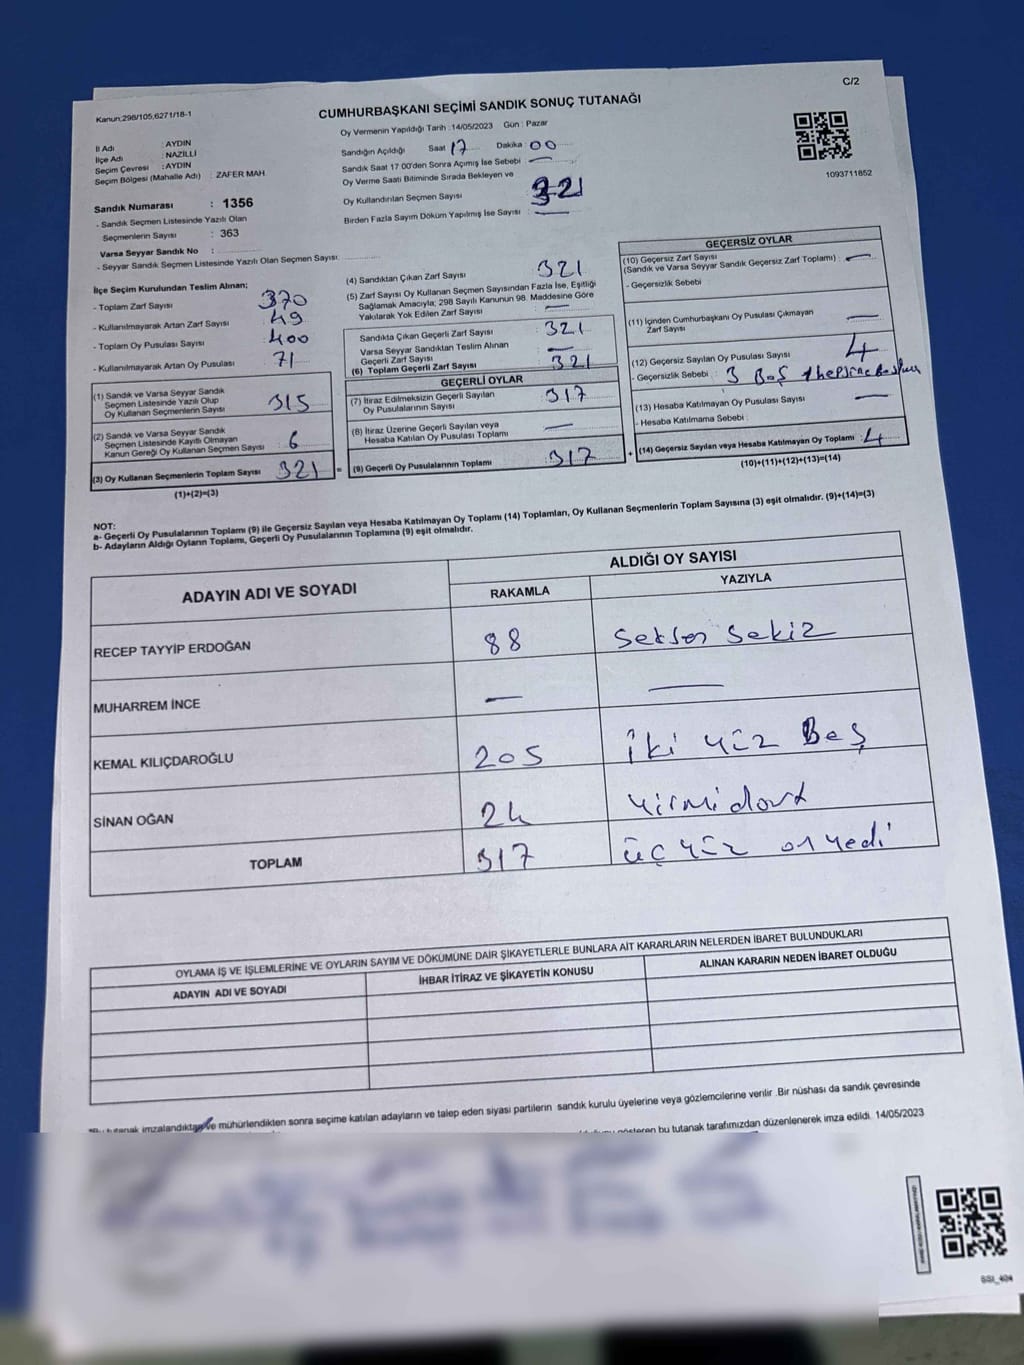 C/2
Kanun;298/105,6271/18-1
CUMHURBAŞKANI SEÇİMİ SANDIK SONUÇ TUTANAĞI
Oy Vermenin Yapıldığı Tarih : 14/05/2023 Gün : Pazar
İl Adı : AYDIN
İlçe Adı : NAZİLLİ
Seçim Çevresi : AYDIN
Seçim Bölgesi (Mahalle Adı) : ZAFER MAH.
Sandık Numarası : 1356
- Sandık Seçmen Listesinde Yazılı Olan
Seçmenlerin Sayısı : 363
Varsa Seyyar Sandık No :
- Seyyar Sandık Seçmen Listesinde Yazılı Olan Seçmen Sayısı:
Sandığın Açıldığı Saat 17 Dakika 00
Sandık Saat 17:00'den Sonra Açımış İse Sebebi —
Oy Verme Saati Bitiminde Sırada Bekleyen ve
Oy Kullandırılan Seçmen Sayısı 321
Birden Fazla Sayım Döküm Yapılmış İse Sayısı : —
1093711852
İlçe Seçim Kurulundan Teslim Alınan;
- Toplam Zarf Sayısı 370
- Kullanılmayarak Artan Zarf Sayısı : 49
- Toplam Oy Pusulası Sayısı : 400
- Kullanılmayarak Artan Oy Pusulası : 71
(1) Sandık ve Varsa Seyyar Sandık
Seçmen Listesinde Yazılı Olup
Oy Kullanan Seçmenlerin Sayısı 315
(2) Sandık ve Varsa Seyyar Sandık
Seçmen Listesinde Kayıtlı Olmayan
Kanun Gereği Oy Kullanan Seçmen Sayısı : 6
(3) Oy Kullanan Seçmenlerin Toplam Sayısı 321 =
(1)+(2)=(3)
(4) Sandıktan Çıkan Zarf Sayısı 321
(5) Zarf Sayısı Oy Kullanan Seçmen Sayısından Fazla İse, Eşitliği
Sağlamak Amacıyla; 298 Sayılı Kanunun 98. Maddesine Göre
Yakılarak Yok Edilen Zarf Sayısı : —
Sandıkta Çıkan Geçerli Zarf Sayısı : 321
Varsa Seyyar Sandıktan Teslim Alınan
Geçerli Zarf Sayısı : —
(6) Toplam Geçerli Zarf Sayısı : 321
GEÇERLİ OYLAR
(7) İtiraz Edilmeksizin Geçerli Sayılan
Oy Pusulalarının Sayısı : 317
(8) İtiraz Üzerine Geçerli Sayılan veya
Hesaba Katılan Oy Pusulası Toplamı : —
(9) Geçerli Oy Pusulalarının Toplamı : 317 +
GEÇERSİZ OYLAR
(10) Geçersiz Zarf Sayısı
(Sandık ve Varsa Seyyar Sandık Geçersiz Zarf Toplamı) : —
- Geçersizlik Sebebi :
(11) İçinden Cumhurbaşkanı Oy Pusulası Çıkmayan
Zarf Sayısı —
(12) Geçersiz Sayılan Oy Pusulası Sayısı : 4
- Geçersizlik Sebebi : 3 Boş
(13) Hesaba Katılmayan Oy Pusulası Sayısı : —
- Hesaba Katılmama Sebebi :
(14) Geçersiz Sayılan veya Hesaba Katılmayan Oy Toplamı : 4
(10)+(11)+(12)+(13)=(14)
NOT:
a- Geçerli Oy Pusulalarının Toplamı (9) ile Geçersiz Sayılan veya Hesaba Katılmayan Oy Toplamı (14) Toplamları, Oy Kullanan Seçmenlerin Toplam Sayısına (3) eşit olmalıdır. (9)+(14)=(3)
b- Adayların Aldığı Oyların Toplamı, Geçerli Oy Pusulalarının Toplamına (9) eşit olmalıdır.
ADAYIN ADI VE SOYADI ALDIĞI OY SAYISI
RAKAMLA YAZIYLA
RECEP TAYYİP ERDOĞAN 88 Seksen Sekiz
MUHARREM İNCE — —
KEMAL KILIÇDAROĞLU 205 İki yüz Beş
SİNAN OĞAN 24 yirmidört
TOPLAM 317 üç yüz on yedi
OYLAMA İŞ VE İŞLEMLERİNE VE OYLARIN SAYIM VE DÖKÜMÜNE DAİR ŞİKAYETLERLE BUNLARA AİT KARARLARIN NELERDEN İBARET BULUNDUKLARI
ADAYIN ADI VE SOYADI İHBAR İTİRAZ VE ŞİKAYETİN KONUSU ALINAN KARARIN NEDEN İBARET OLDUĞU
tutanak imzalandıktan ve mühürlendikten sonra seçime katılan adayların ve talep eden siyasi partilerin sandık kurulu üyelerine veya gözlemcilerine verilir .Bir nüshası da sandık çevresinde
gösteren bu tutanak tarafımızdan düzenlenerek imza edildi. 14/05/2023